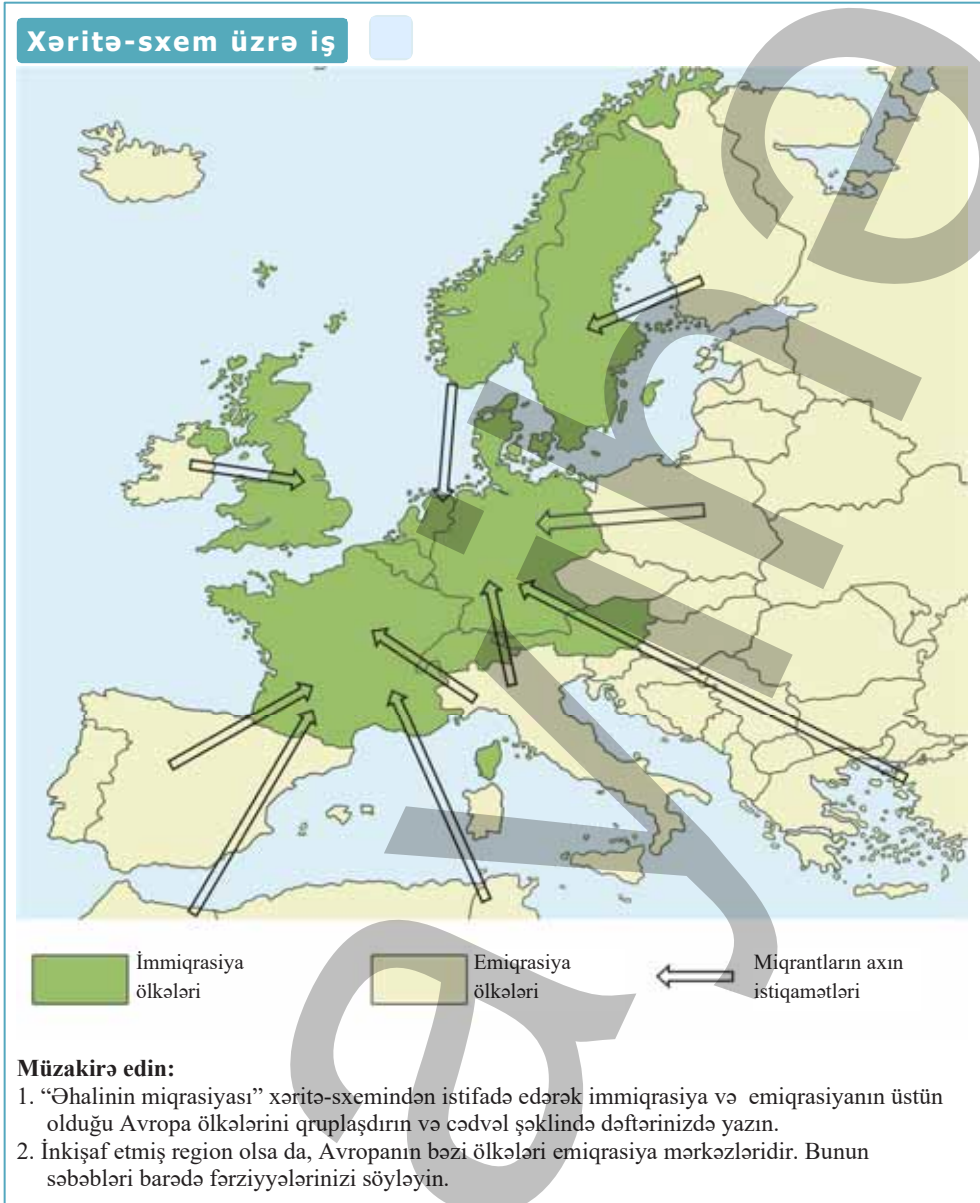 Xəritə-sxem üzrə iş
İmmiqrasiya
ölkələri
Emiqrasiya
ölkələri
Miqrantların axın
istiqamətləri
Müzakirə edin:
1. “Əhalinin miqrasiyası” xəritə-sxemindən istifadə edərək immiqrasiya və emiqrasiyanın üstün
olduğu Avropa ölkələrini qruplaşdırın və cədvəl şəklində dəftərinizdə yazın.
2. İnkişaf etmiş region olsa da, Avropanın bəzi ölkələri emiqrasiya mərkəzləridir. Bunun
səbəbləri barədə fərziyyələrinizi söyləyin.